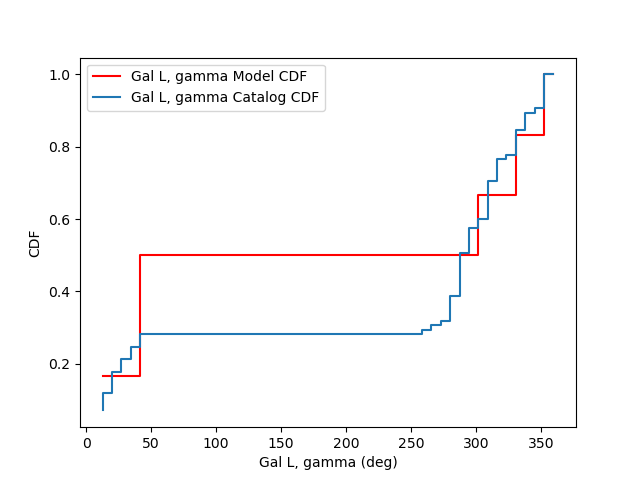 Gal L, gamma Model CDF
Gal L, gamma Catalog CDF
1.0
0.8
0.6
0.4
0.2
CDF
0 50 100 150 200 250 300 350
Gal L, gamma (deg)